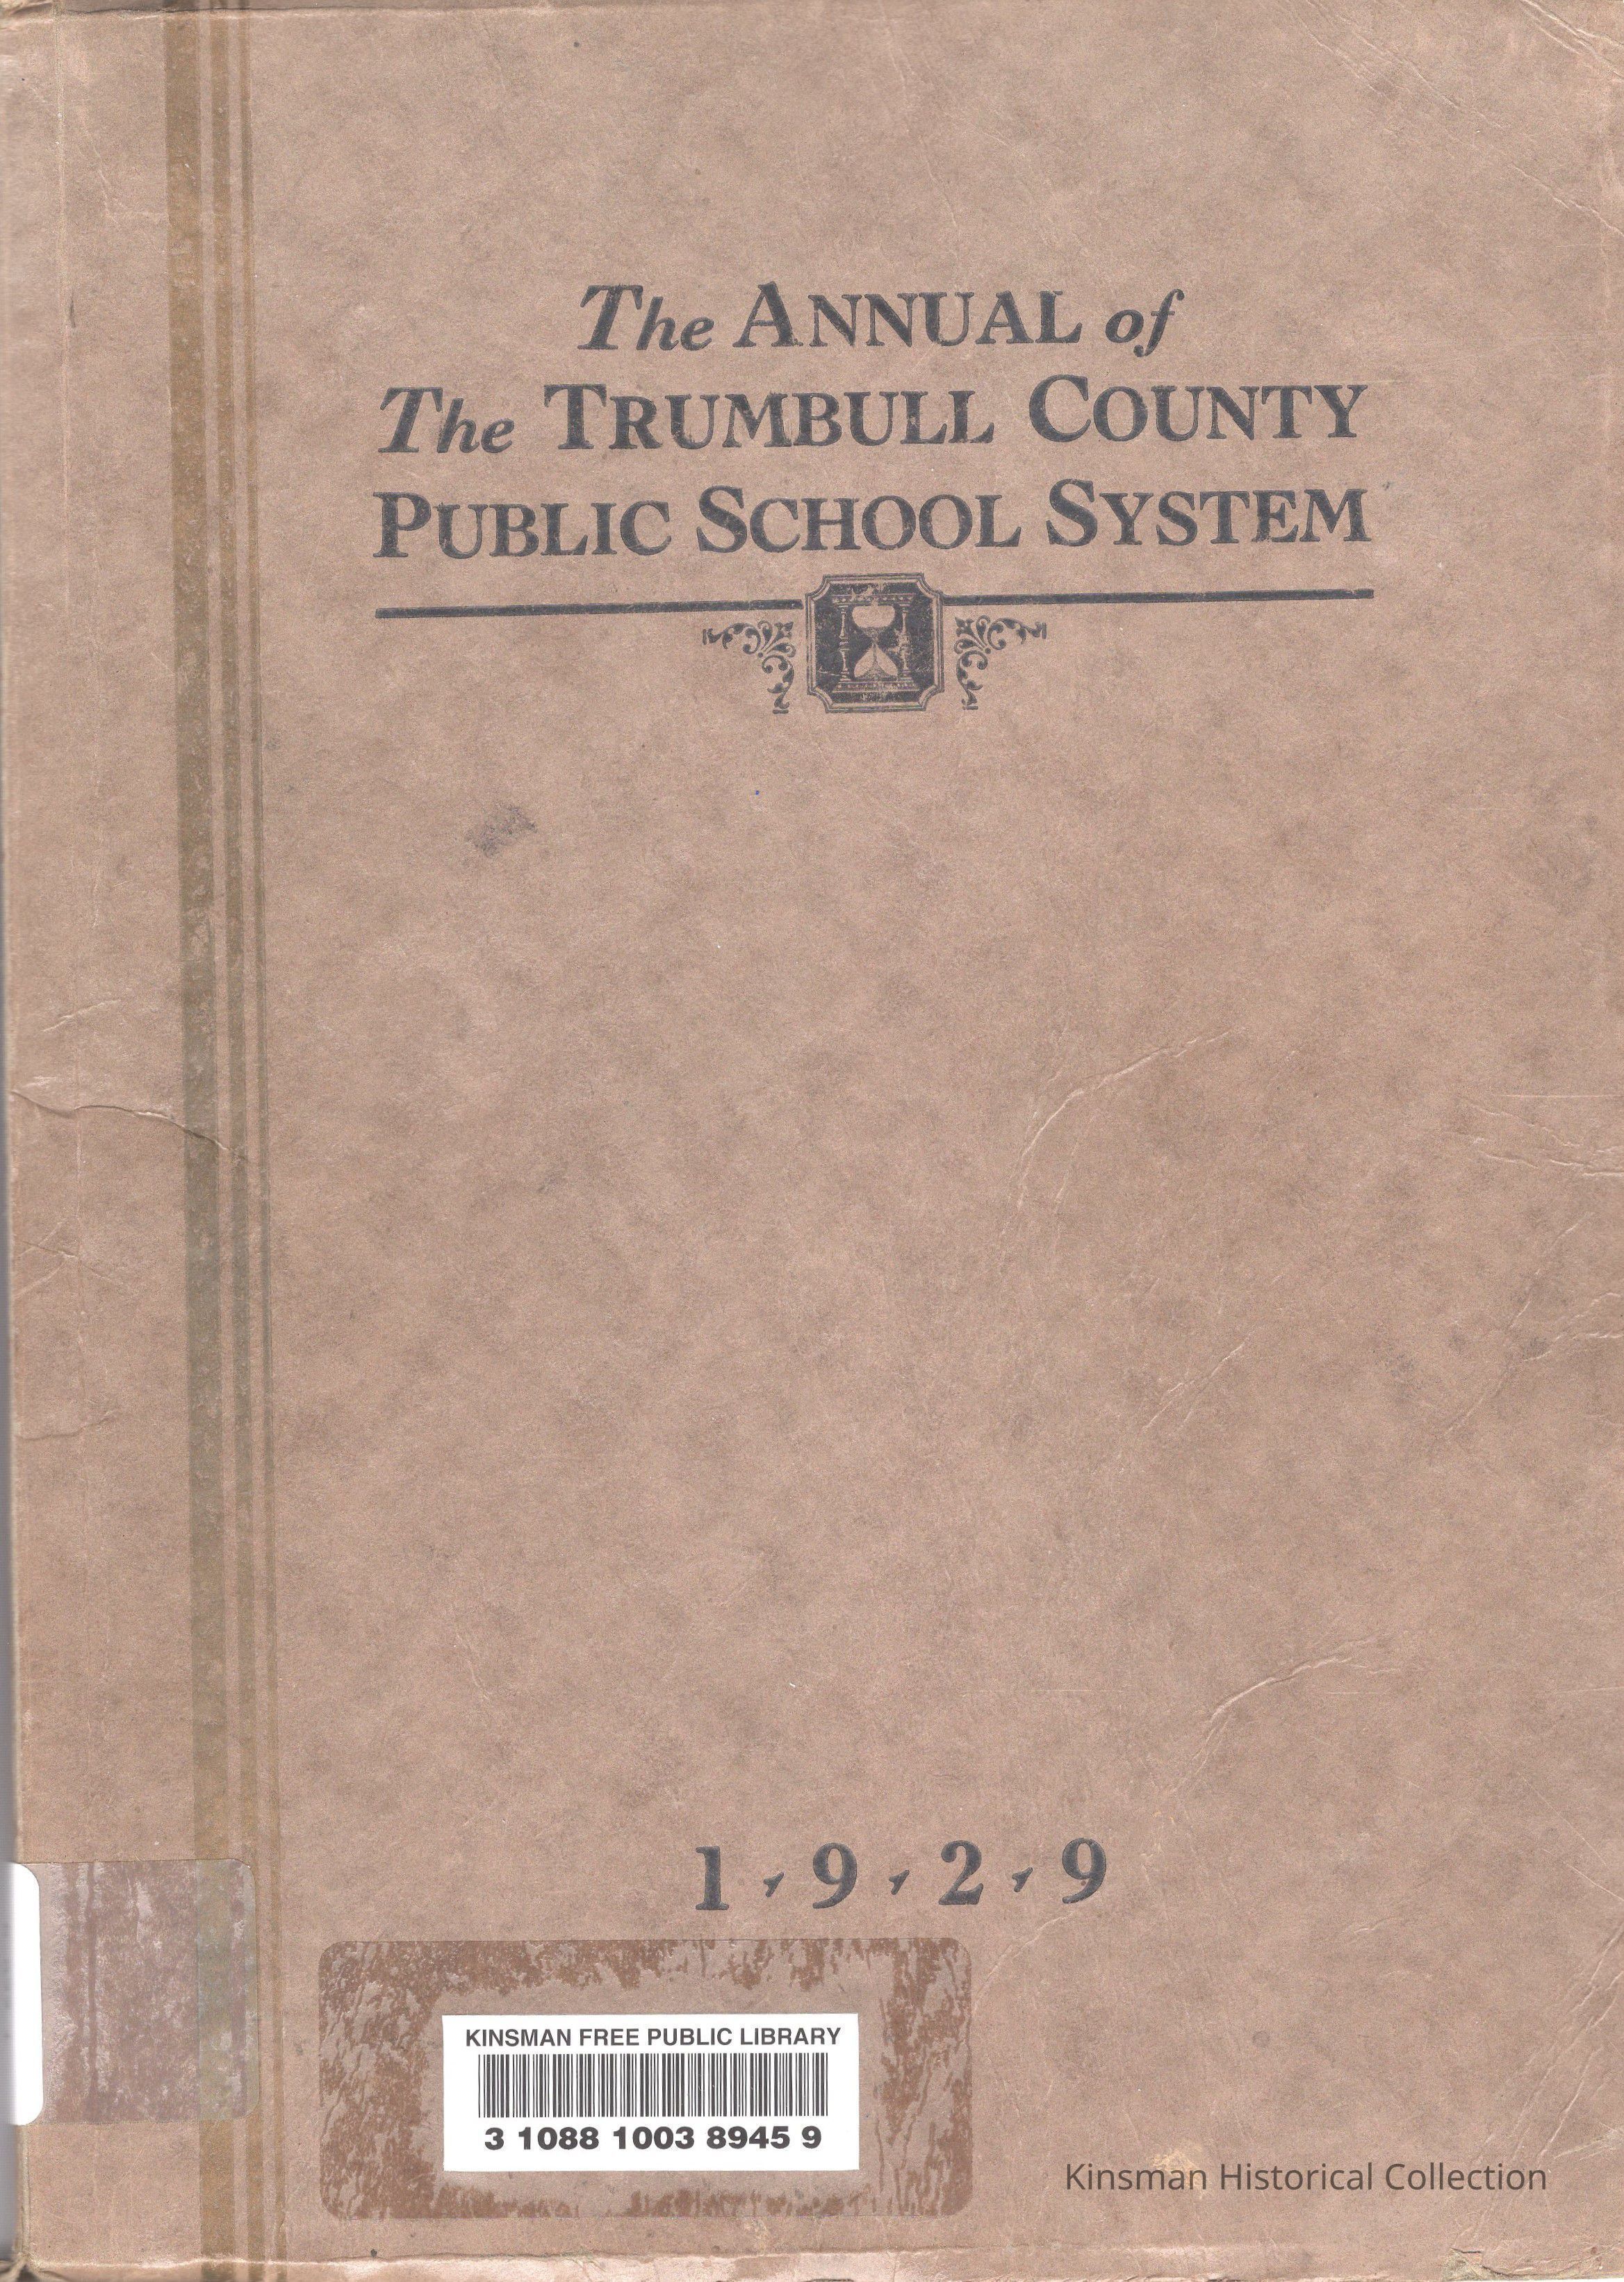 The ANNUAL of
The TRUMBULL COUNTY
PUBLIC SCHOOL SYSTEM
1-9-2-9
KINSMAN FREE PUBLIC LIBRARY
3 1088 1003 8945 9
Kinsman Historical Collection